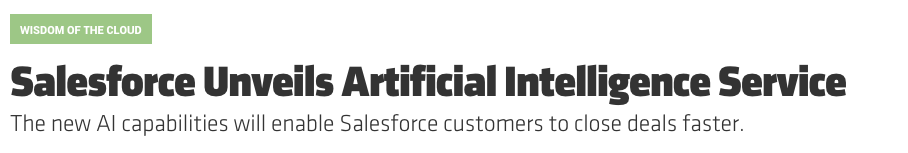 WISDOM OF THE CLOUD
Salesforce Unveils Artificial Intelligence Service
The new AI capabilities will enable Salesforce customers to close deals faster.